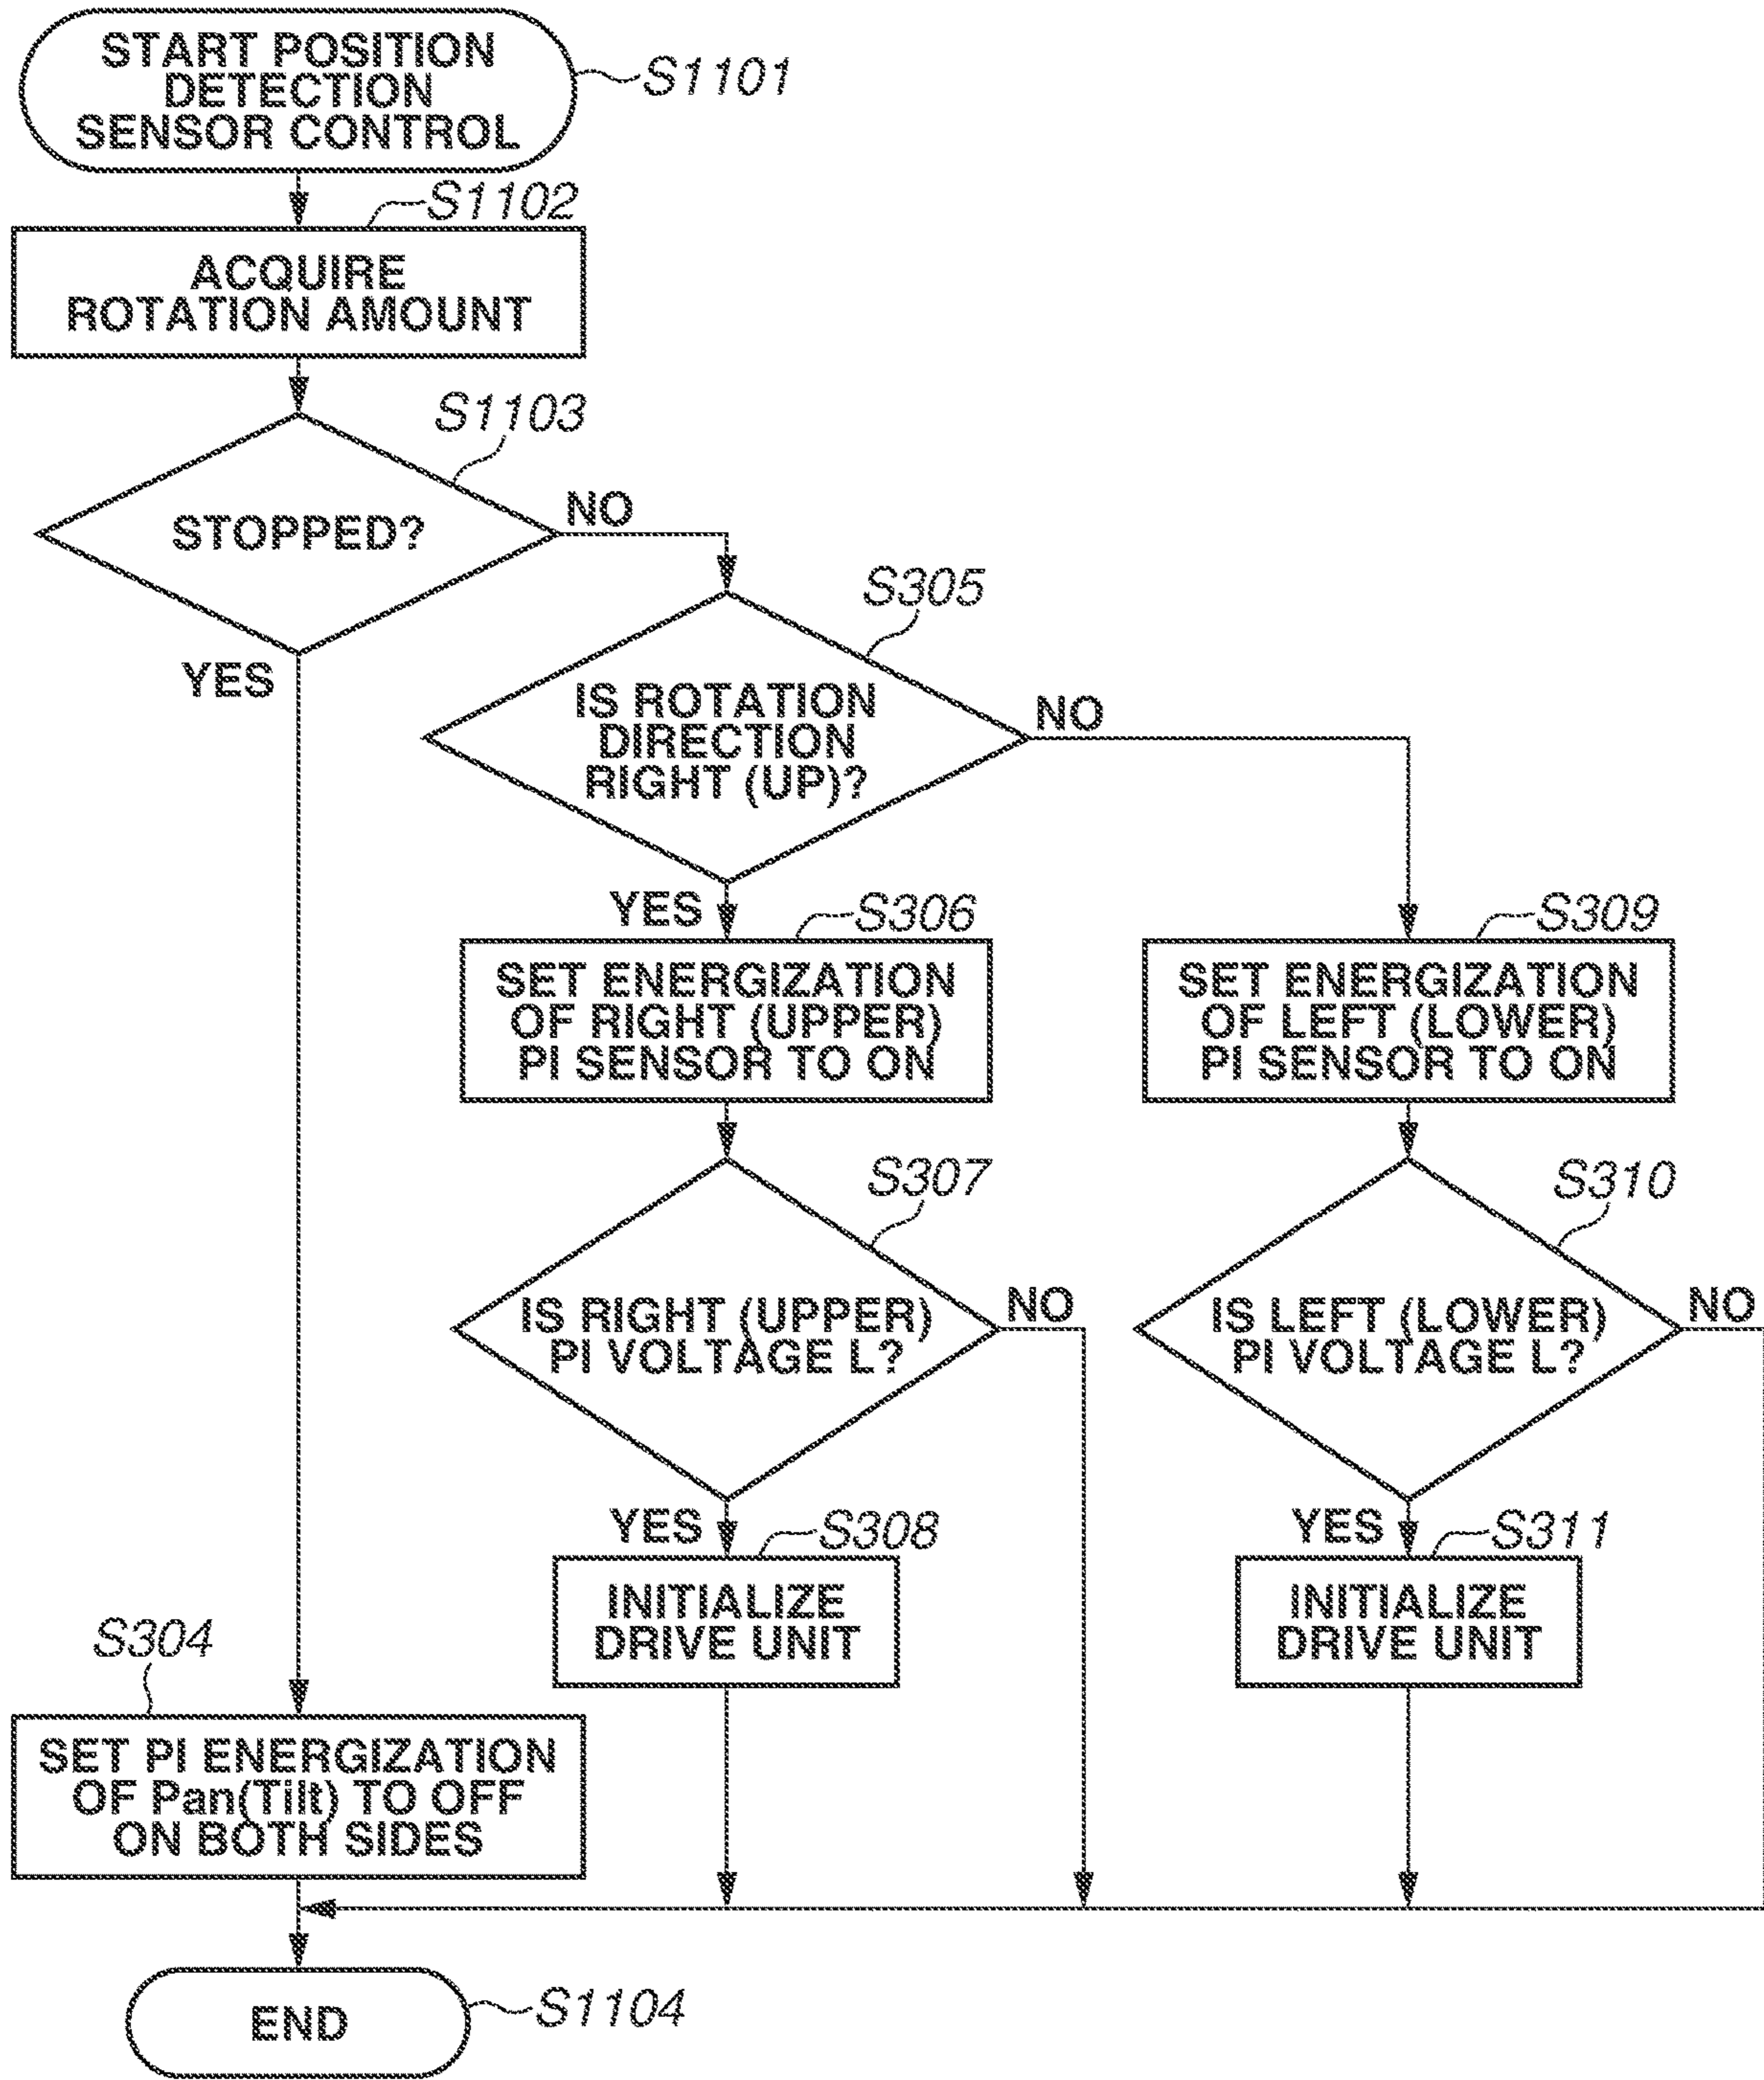 START POSITION
DETECTION
SENSOR CONTROL
S1101
S1102
ACQUIRE
ROTATION AMOUNT
S1103
STOPPED?
NO
YES
S305
IS ROTATION
DIRECTION
RIGHT (UP)?
NO
YES
S306
SET ENERGIZATION
OF RIGHT (UPPER)
PI SENSOR TO ON
S309
SET ENERGIZATION
OF LEFT (LOWER)
PI SENSOR TO ON
S307
IS RIGHT (UPPER)
PI VOLTAGE L?
NO
S310
IS LEFT (LOWER)
PI VOLTAGE L?
NO
YES
S308
INITIALIZE
DRIVE UNIT
YES
S311
INITIALIZE
DRIVE UNIT
S304
SET PI ENERGIZATION
OF Pan(Tilt) TO OFF
ON BOTH SIDES
END
S1104